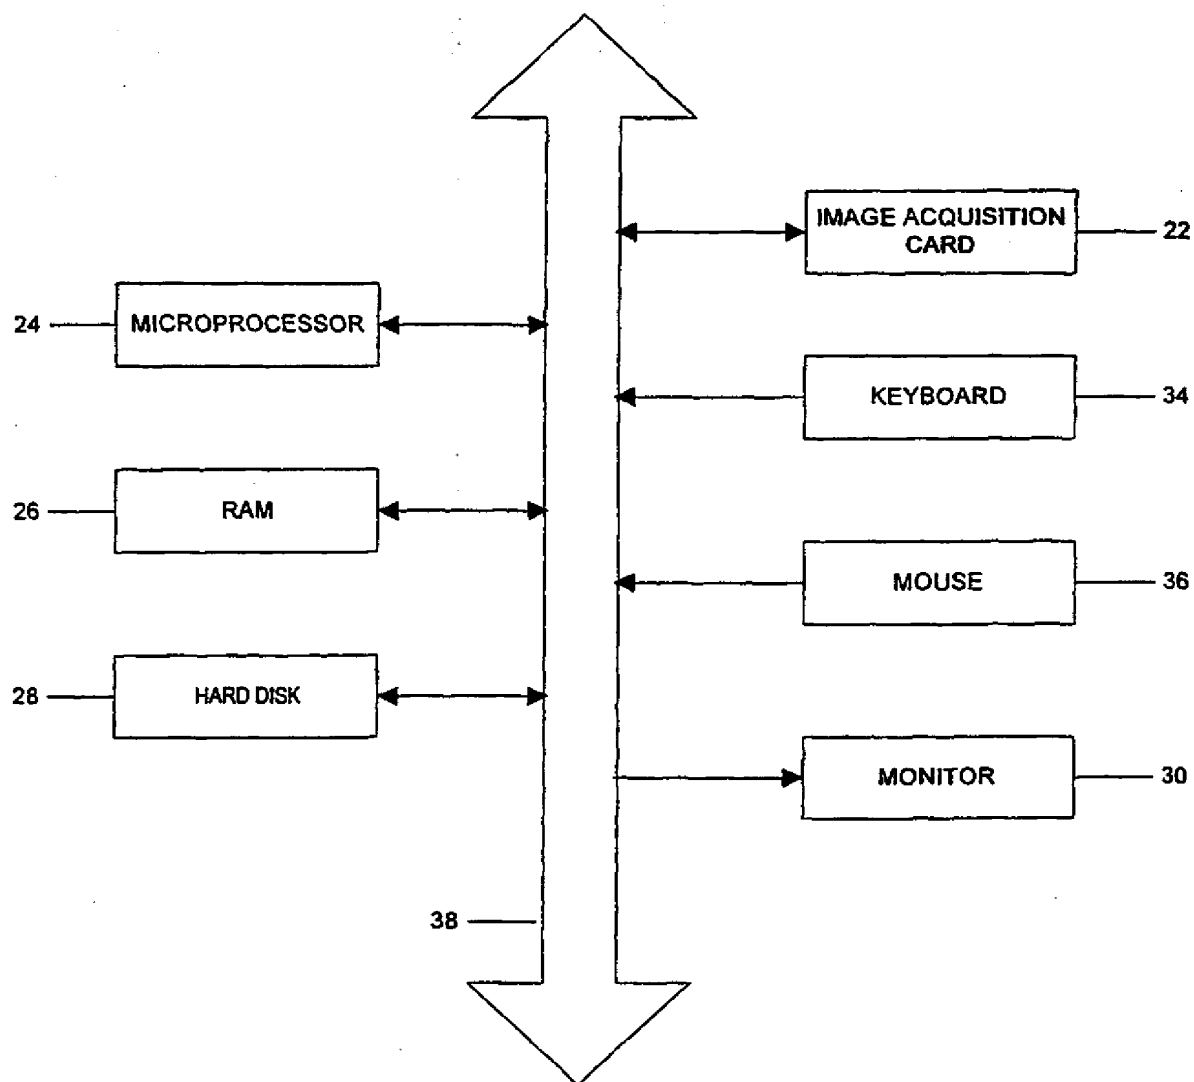 IMAGE ACQUISITION
CARD
22
24
MICROPROCESSOR
KEYBOARD
34
26
RAM
MOUSE
36
28
HARD DISK
MONITOR
30
38